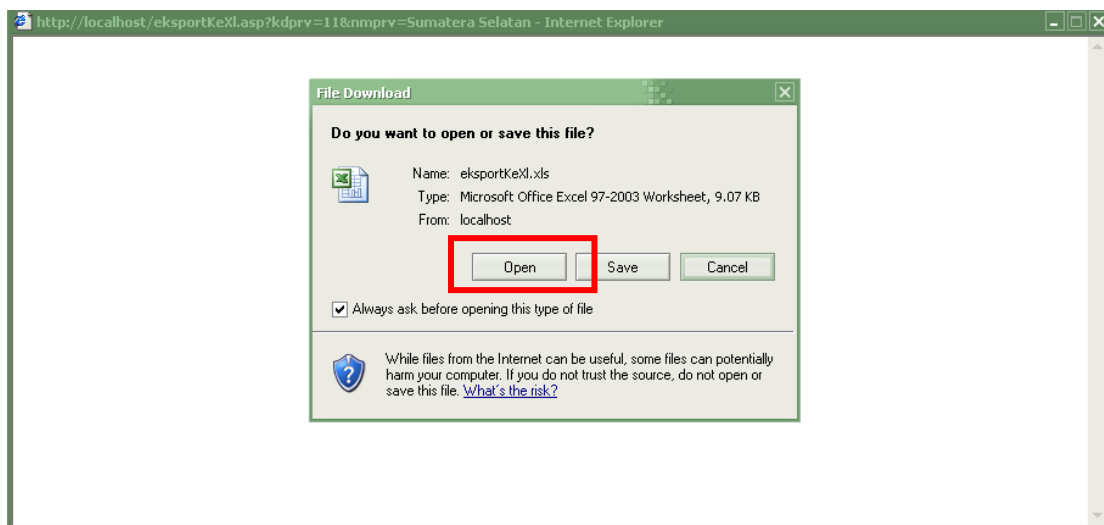 http://localhost/eksportKeXl.asp?kdprv=11&nmprv=Sumatera Selatan - Internet Explorer
File Download
Do you want to open or save this file?
Name: eksportKeXl.xls
Type: Microsoft Office Excel 97-2003 Worksheet, 9.07 KB
From: localhost
Open Save Cancel
Always ask before opening this type of file
While files from the Internet can be useful, some files can potentially
harm your computer. If you do not trust the source, do not open or
save this file. What's the risk?